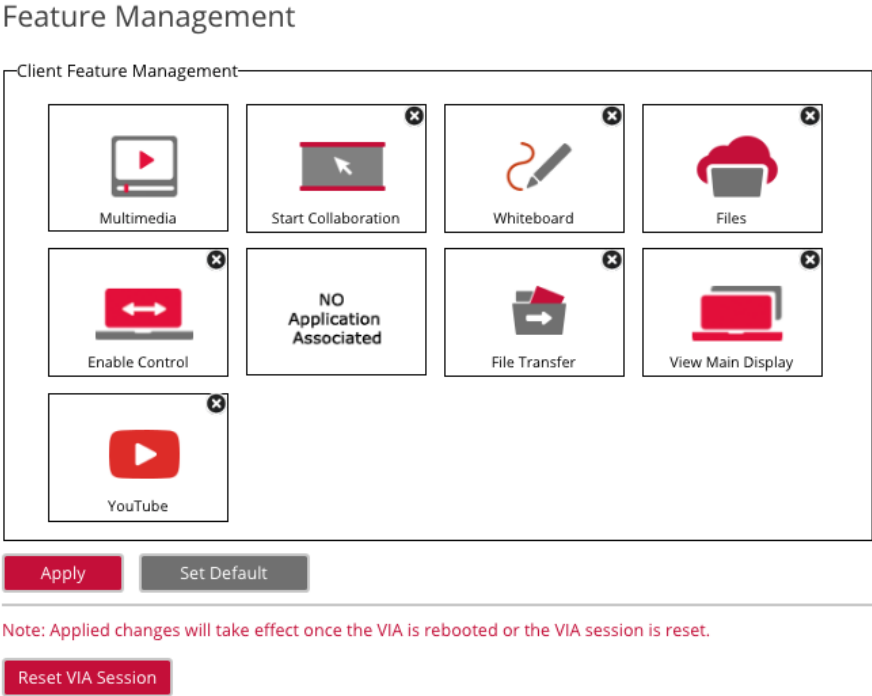 Feature Management
Client Feature Management
Multimedia
Start Collaboration
Whiteboard
Files
Enable Control
NO
Application
Associated
File Transfer
View Main Display
YouTube
Apply
Set Default
Note: Applied changes will take effect once the VIA is rebooted or the VIA session is reset.
Reset VIA Session